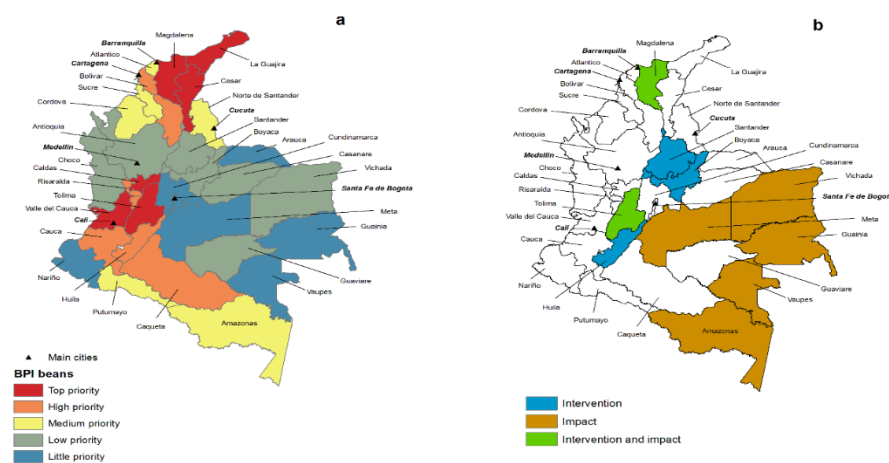 a
Barranquilla
Magdalena
Atlantico
Cartagena
Bolivar
Sucre
La Guajira
Cesar
Cordova
Norte de Santander
Cucuta
Antioquia
Santander
Boyaca
Medellin
Arauca
Cundinamarca
Choco
Casanare
Caldas
Vichada
Risaralda
Santa Fe de Bogota
Tolima
Valle del Cauca
Meta
Cali
Guainia
Cauca
Nariño
Huila
Guaviare
Putumayo
Vaupes
Caqueta
Amazonas
Main cities
BPI beans
Top priority
High priority
Medium priority
Low priority
Little priority
b
Barranquilla
Magdalena
Atlantico
Cartagena
Bolivar
Sucre
La Guajira
Cesar
Cordova
Norte de Santander
Cucuta
Antioquia
Santander
Boyaca
Medellin
Arauca
Cundinamarca
Choco
Casanare
Caldas
Vichada
Risaralda
Santa Fe de Bogot
Tolima
Valle del Cauca
Meta
Cali
Guainia
Cauca
Nariño
Huila
Guaviare
Putumayo
Vaupes
Caqueta
Amazonas
Intervention
Impact
Intervention and impact